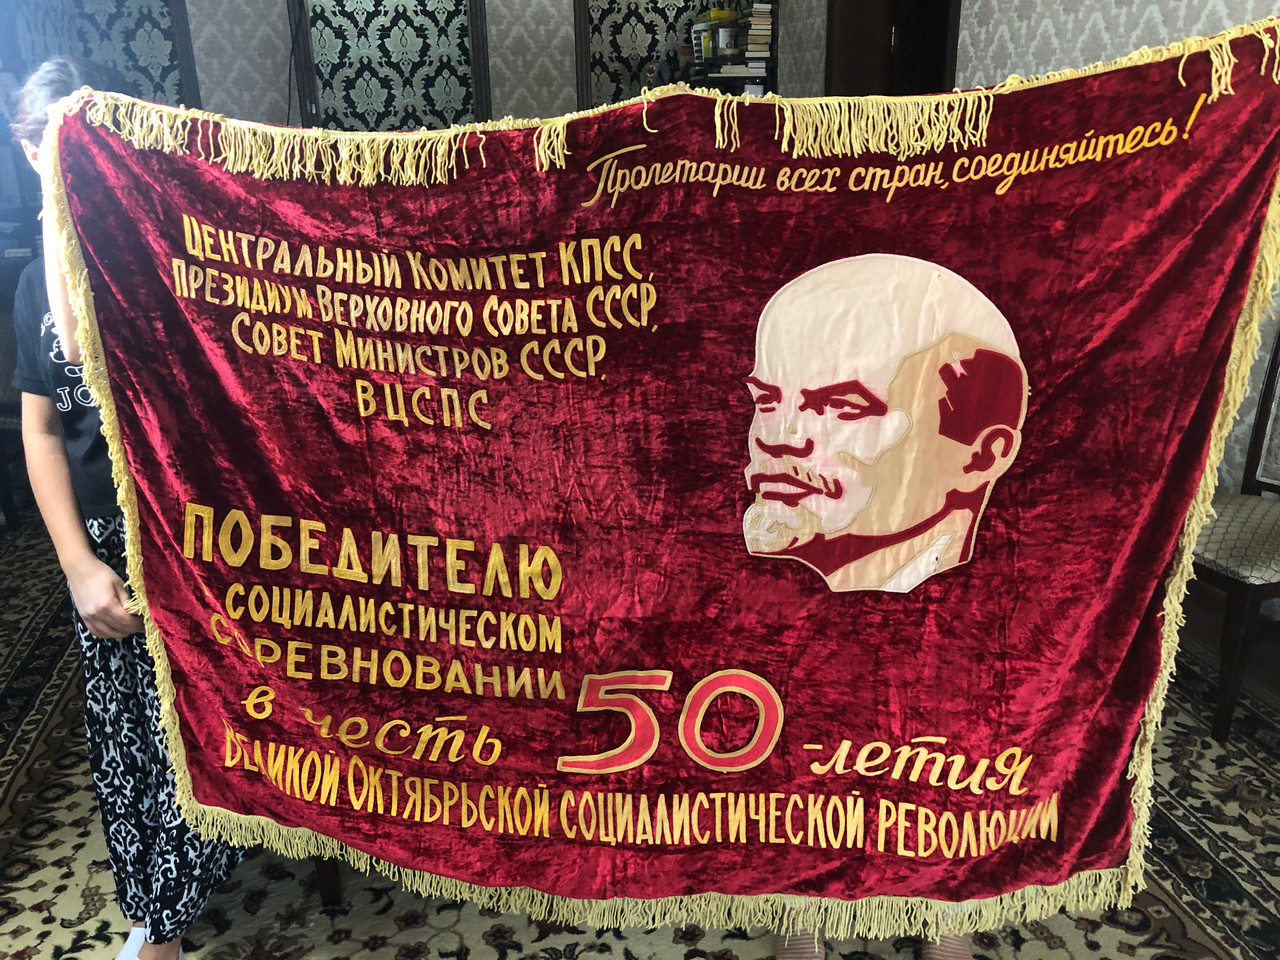 Пролетарии всех стран, соединяйтесь!
Центральный Комитет КПСС,
Президиум Верховного Совета СССР,
Совет Министров СССР,
ВЦСПС
ПОБЕДИТЕЛЮ
СОЦИАЛИСТИЧЕСКОМ
СОРЕВНОВАНИИ
в честь 50-летия
Великой Октябрьской социалистической революции